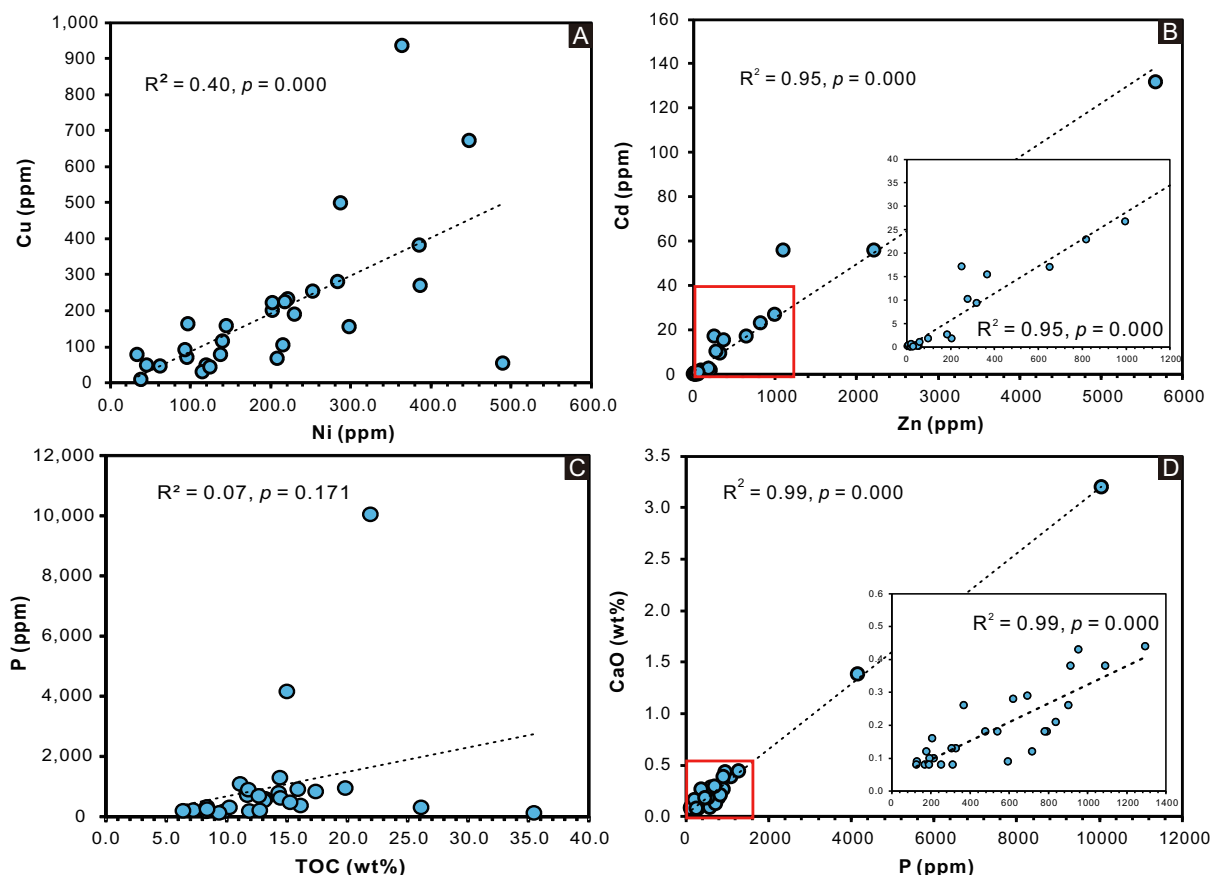 A
R² = 0.40, p = 0.000
Cu (ppm)
1,000
900
800
700
600
500
400
300
200
100
0
0.0 100.0 200.0 300.0 400.0 500.0 600.0
Ni (ppm)
B
R² = 0.95, p = 0.000
Cd (ppm)
160
140
120
100
80
60
40
20
0
0 1000 2000 3000 4000 5000 6000
Zn (ppm)
40
35
30
25
20
15
10
5
0
R² = 0.95, p = 0.000
0 200 400 600 800 1000 1200
C
R² = 0.07, p = 0.171
P (ppm)
12,000
10,000
8,000
6,000
4,000
2,000
0
0.0 5.0 10.0 15.0 20.0 25.0 30.0 35.0 40.0
TOC (wt%)
D
R² = 0.99, p = 0.000
CaO (wt%)
3.5
3.0
2.5
2.0
1.5
1.0
0.5
0.0
0 2000 4000 6000 8000 10000 12000
P (ppm)
0.6
0.5
0.4
0.3
0.2
0.1
0.0
R² = 0.99, p = 0.000
0 200 400 600 800 1000 1200 1400